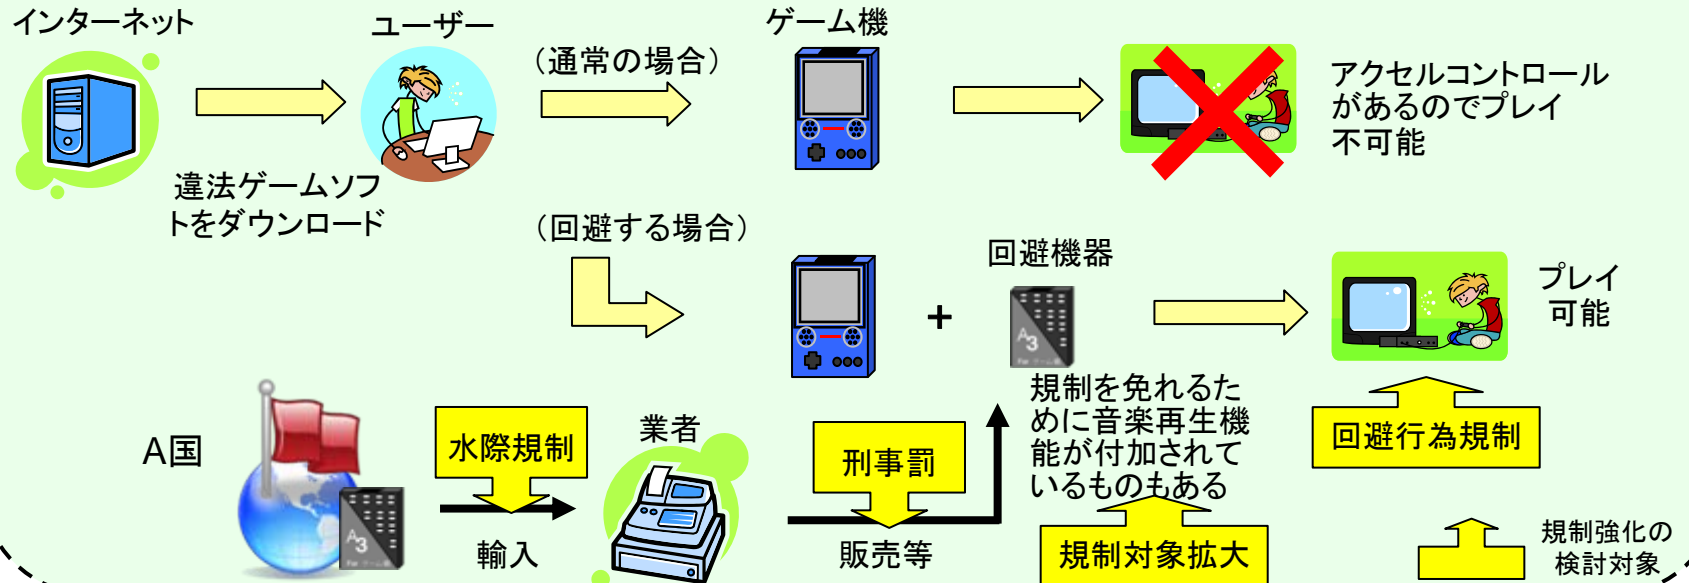 インターネット
ユーザー
ゲーム機
（通常の場合）
アクセルコントロール
があるのでプレイ
不可能
違法ゲームソフ
トをダウンロード
（回避する場合）
回避機器
+
プレイ
可能
A3
規制を免れるた
めに音楽再生機
能が付加されて
いるものもある
A国
水際規制
業者
刑事罰
回避行為規制
A3
輸入
販売等
規制対象拡大
規制強化の
検討対象